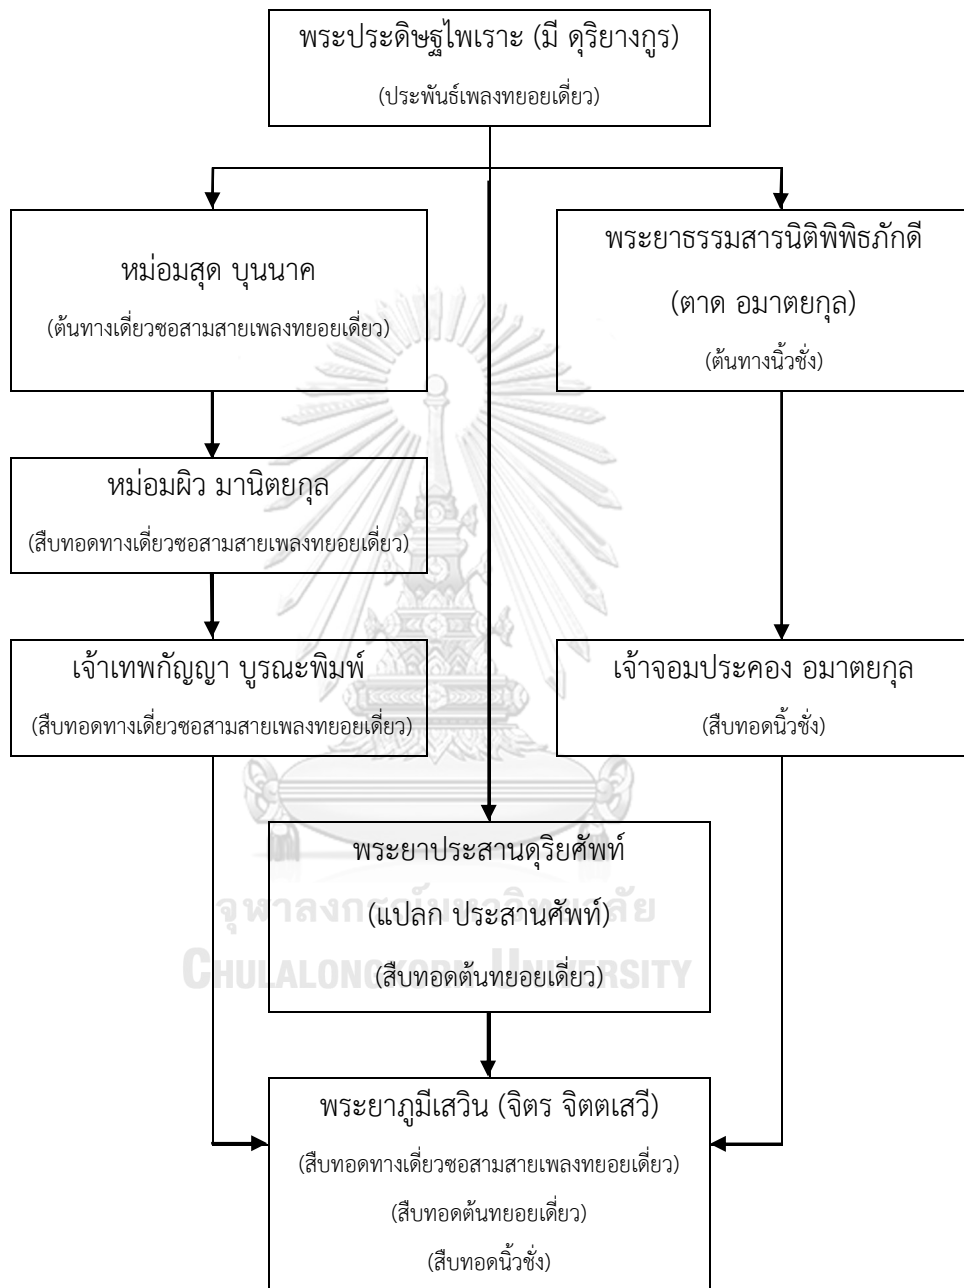 พระประดิษฐไพเราะ (มี ดุริยางกูร)
(ประพันธ์เพลงทยอยเดี่ยว)
หม่อมสุด บุนนาค
(ต้นทางเดี่ยวซอสามสายเพลงทยอยเดี่ยว)
พระยาธรรมสารนิติพิพิธภักดี
(ตาด อมาตยกุล)
(ต้นทางนิ้วชั่ง)
หม่อมผิว มานิตยกุล
(สืบทอดทางเดี่ยวซอสามสายเพลงทยอยเดี่ยว)
เจ้าเทพกัญญา บูรณะพิมพ์
(สืบทอดทางเดี่ยวซอสามสายเพลงทยอยเดี่ยว)
เจ้าจอมประคอง อมาตยกุล
(สืบทอดนิ้วชั่ง)
พระยาประสานดุริยศัพท์
(แปลก ประสานศัพท์)
(สืบทอดต้นทยอยเดี่ยว)
จุฬาลงกรณ์มหาวิทยาลัย
CHULALONGKORN UNIVERSITY
พระยาภูมีเสวิน (จิตร จิตตเสวี)
(สืบทอดทางเดี่ยวซอสามสายเพลงทยอยเดี่ยว)
(สืบทอดต้นทยอยเดี่ยว)
(สืบทอดนิ้วชั่ง)